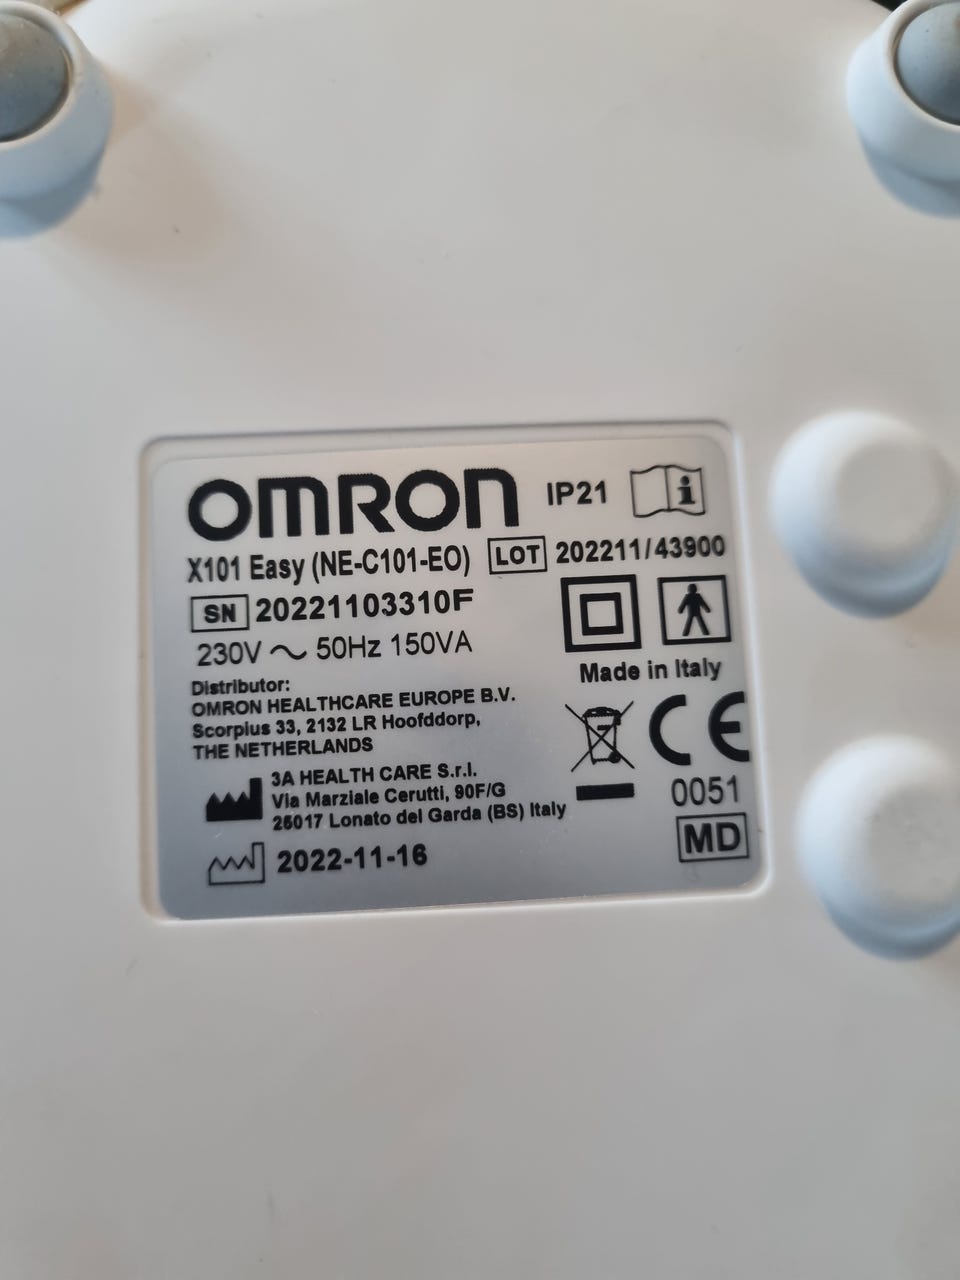 OMRON IP21
X101 Easy (NE-C101-EO) LOT 202211/43900
SN 20221103310F
230V ~ 50Hz 150VA
Made in Italy
Distributor:
OMRON HEALTHCARE EUROPE B.V.
Scorpius 33, 2132 LR Hoofddorp,
THE NETHERLANDS
3A HEALTH CARE S.r.l.
Via Marziale Cerutti, 90F/G
25017 Lonato del Garda (BS) Italy
2022-11-16
CE
0051
MD